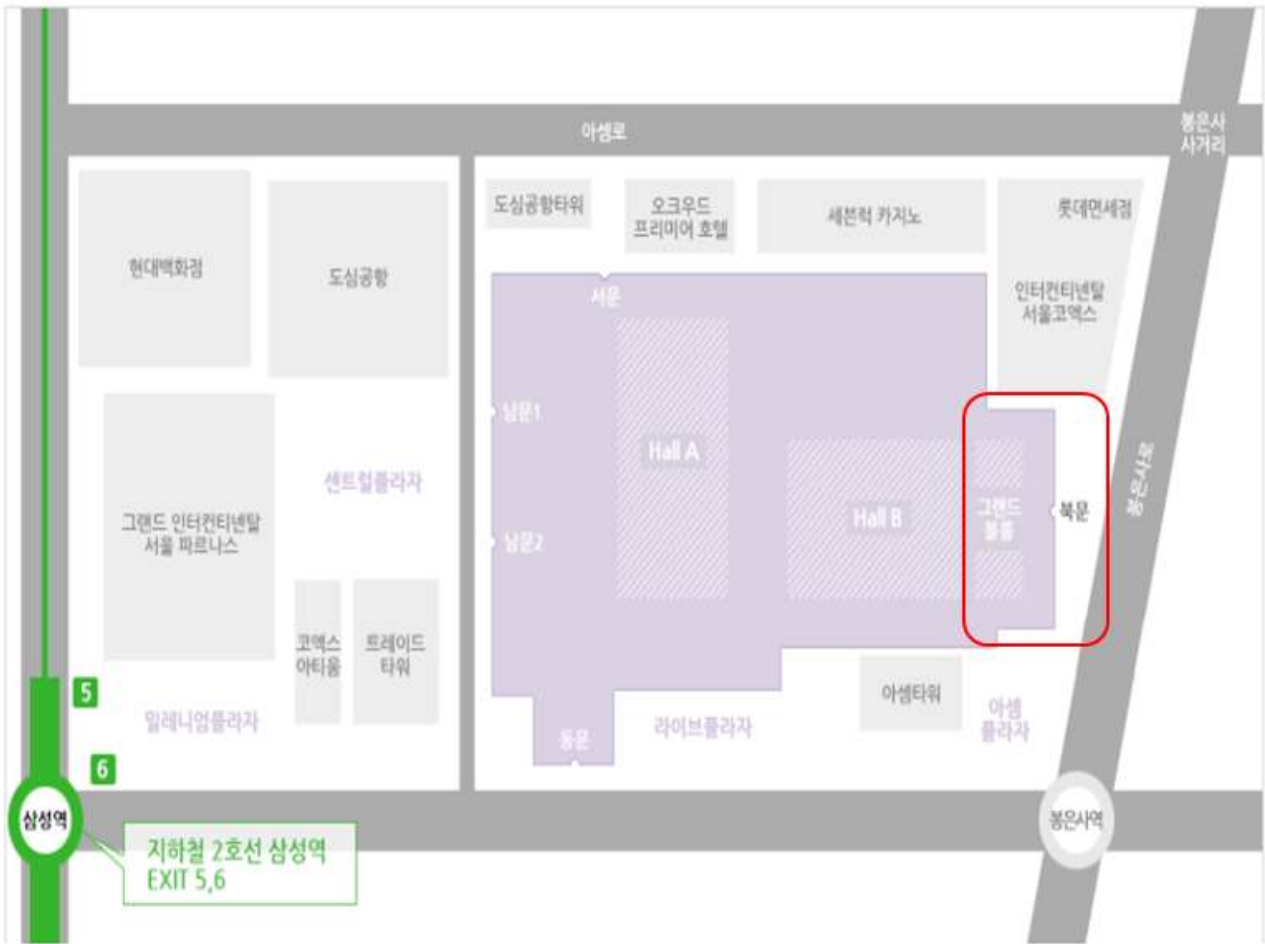 아셈로
봉은사
사거리
도심공항타워
오크우드
프리미어 호텔
세븐럭 카지노
롯데면세점
현대백화점
도심공항
인터컨티넨탈
서울코엑스
서문
남문1
Hall A
센트럴플라자
봉은사로
그랜드 인터컨티넨탈
서울 파르나스
남문2
Hall B
그랜드
볼룸
북문
코엑스
아티움
트레이드
타워
5
밀레니엄플라자
라이브플라자
아셈타워
아셈
플라자
동문
6
삼성역
봉은사역
지하철 2호선 삼성역
EXIT 5,6